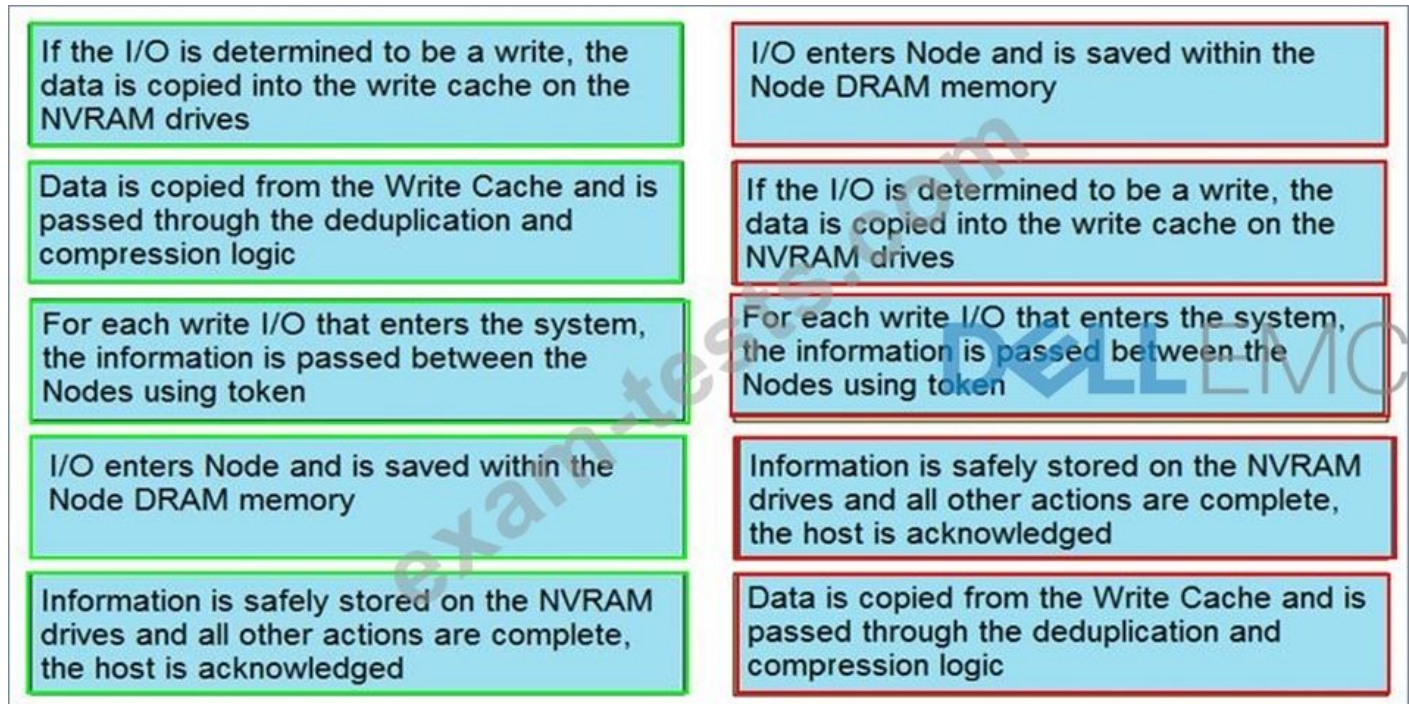 If the I/O is determined to be a write, the
data is copied into the write cache on the
NVRAM drives
Data is copied from the Write Cache and is
passed through the deduplication and
compression logic
For each write I/O that enters the system,
the information is passed between the
Nodes using token
I/O enters Node and is saved within the
Node DRAM memory
Information is safely stored on the NVRAM
drives and all other actions are complete,
the host is acknowledged
I/O enters Node and is saved within the
Node DRAM memory
If the I/O is determined to be a write, the
data is copied into the write cache on the
NVRAM drives
For each write I/O that enters the system,
the information is passed between the
Nodes using token
Information is safely stored on the NVRAM
drives and all other actions are complete,
the host is acknowledged
Data is copied from the Write Cache and is
passed through the deduplication and
compression logic
exam-tests.com
DELLEMC